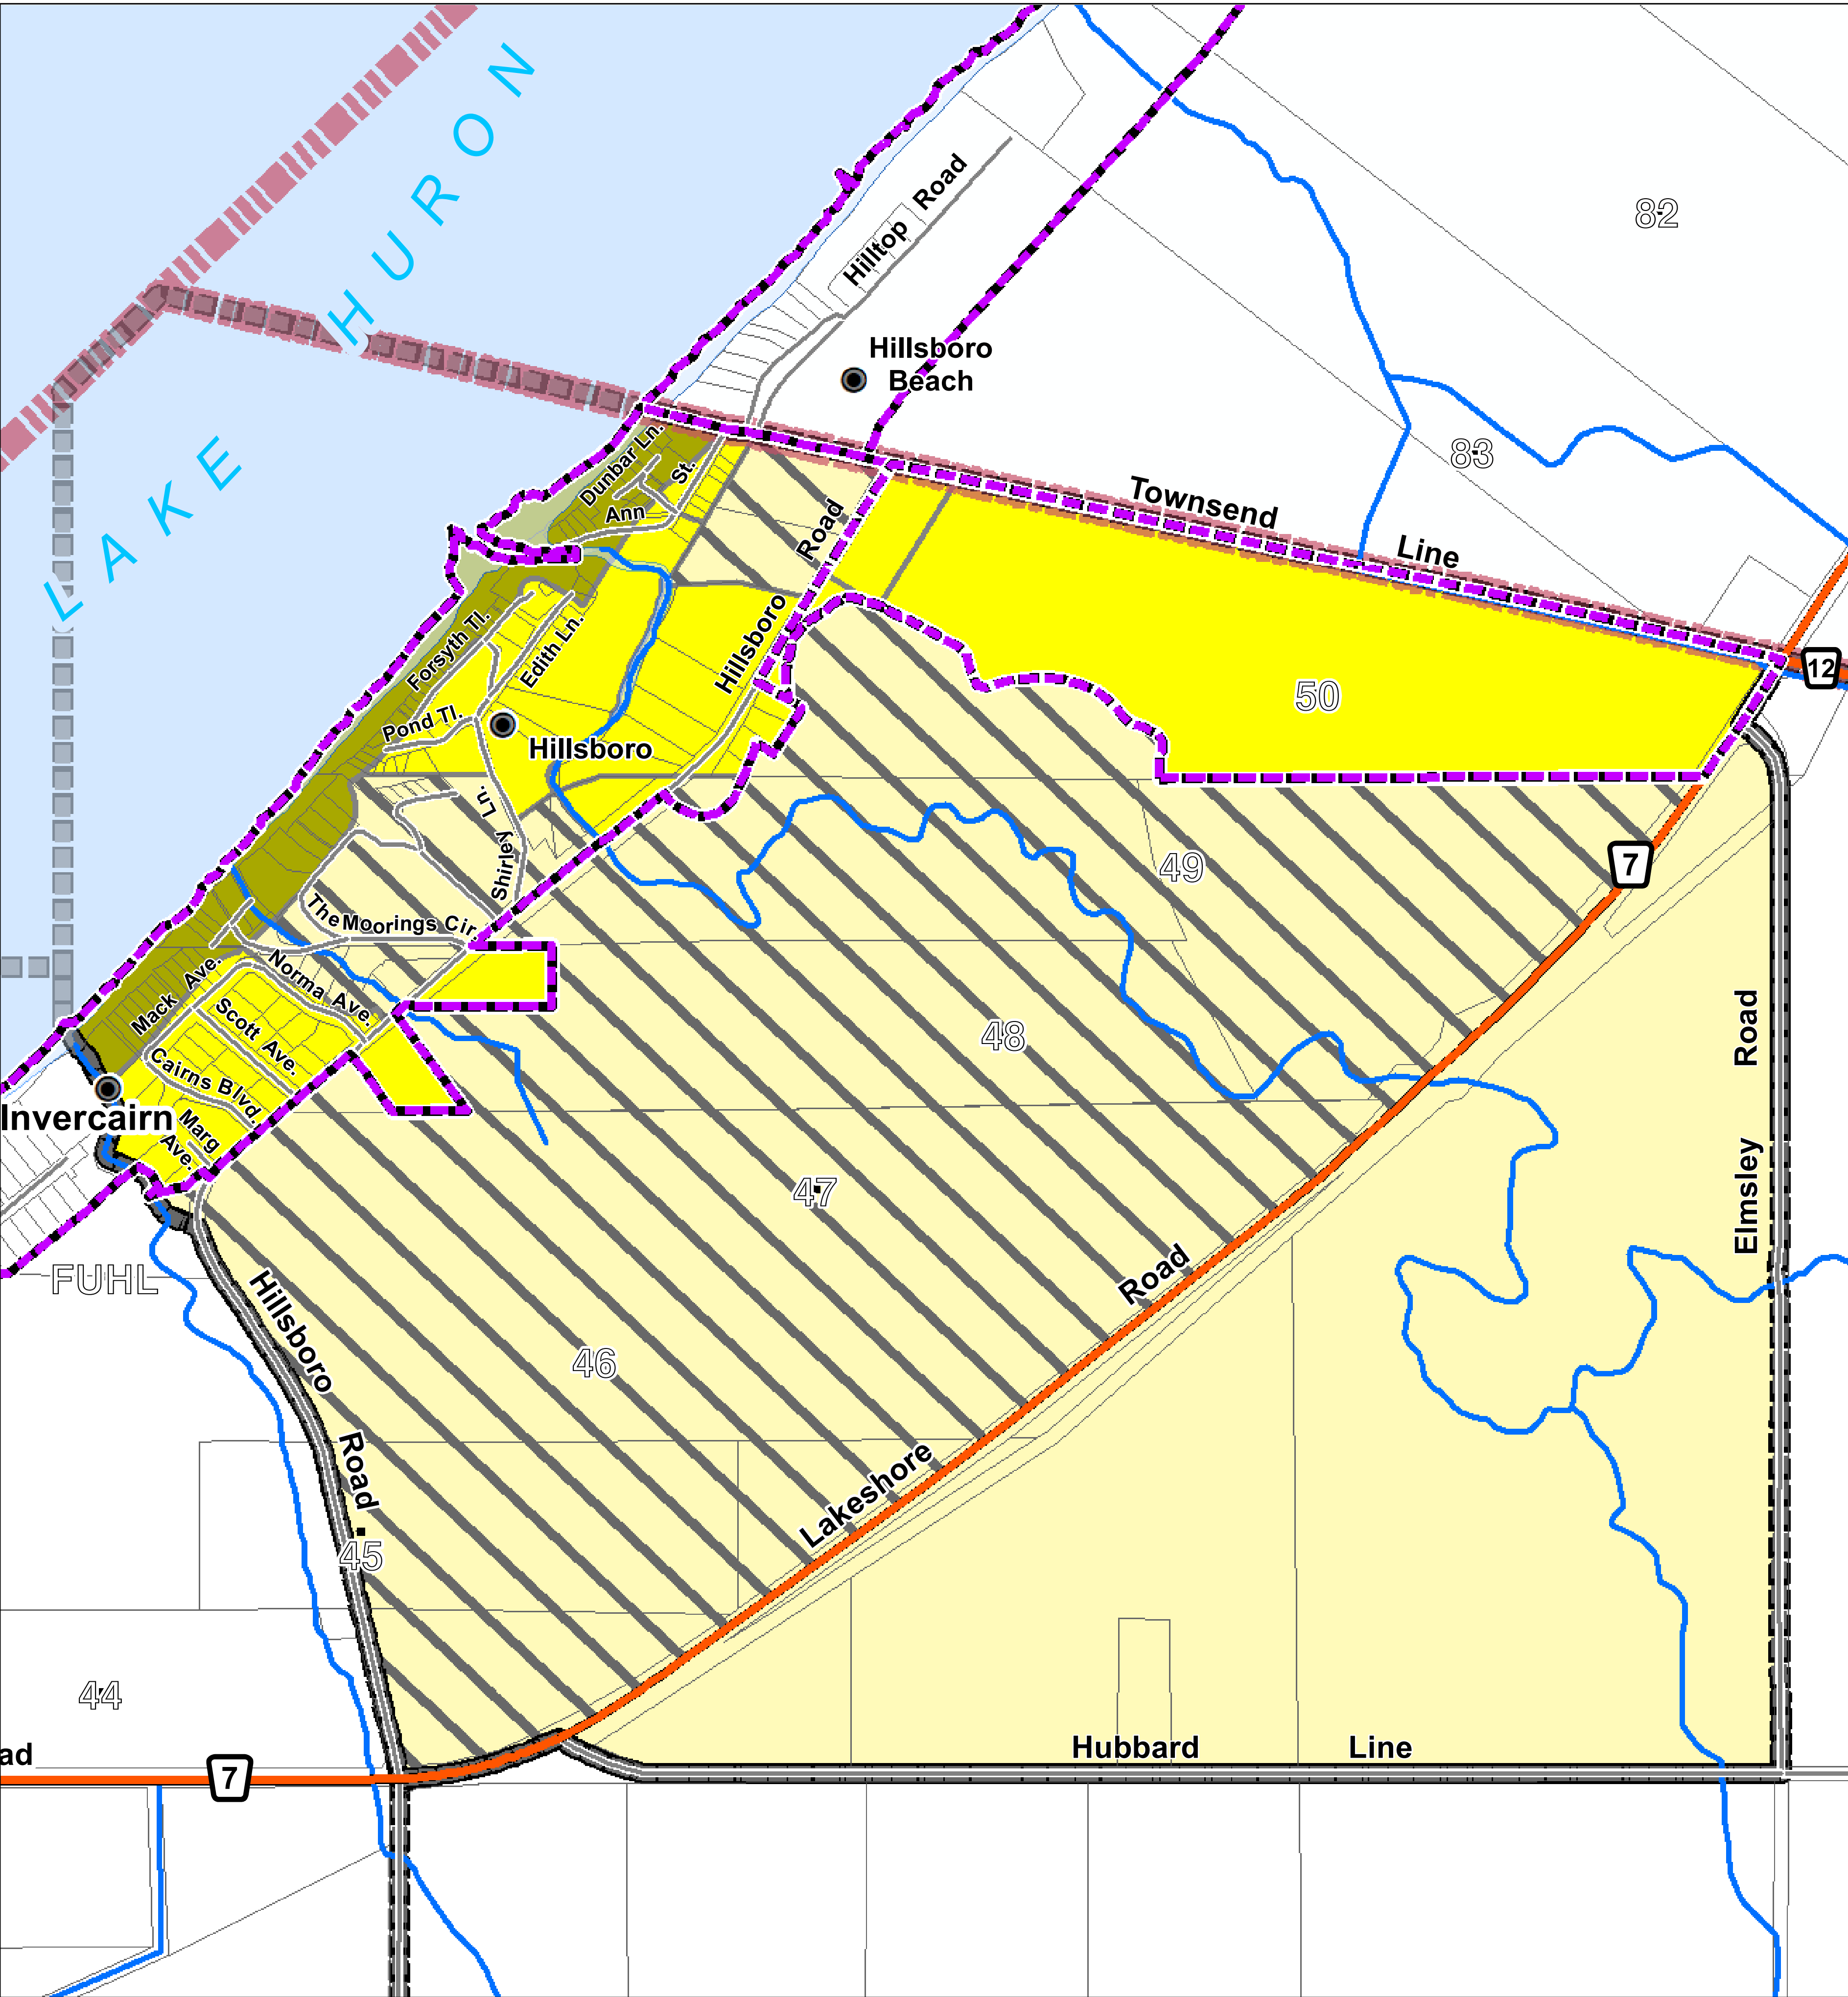 LAKE HURON
Hilltop Road
82
Hillsboro
Beach
83
Townsend Line
12
Dunbar Ln.
Ann St.
Hillsboro Road
Forsyth Tl.
Edith Ln.
50
Pond Tl.
Hillsboro
Shirley Ln.
7
49
The Moorings Cir.
Norma Ave.
Mack Ave.
Scott Ave.
48
Elmsley Road
Cairns Blvd.
Invercairn
Marg
Ave.
47
FUHL
Hillsboro Road
Lakeshore Road
46
45
44
ad
7
Hubbard Line